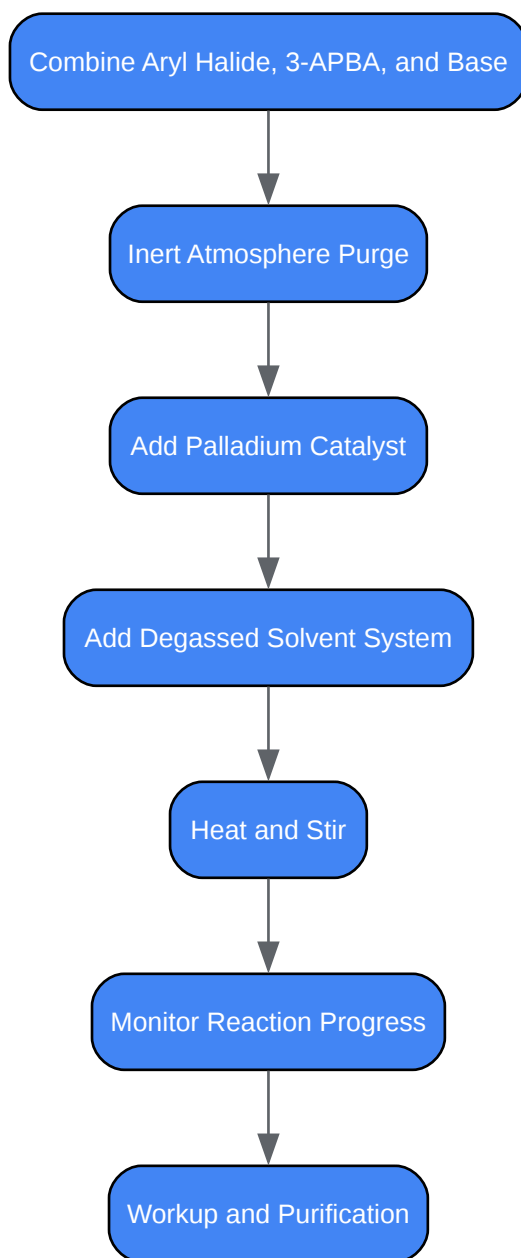 Combine Aryl Halide, 3-APBA, and Base
Inert Atmosphere Purge
Add Palladium Catalyst
Add Degassed Solvent System
Heat and Stir
Monitor Reaction Progress
Workup and Purification